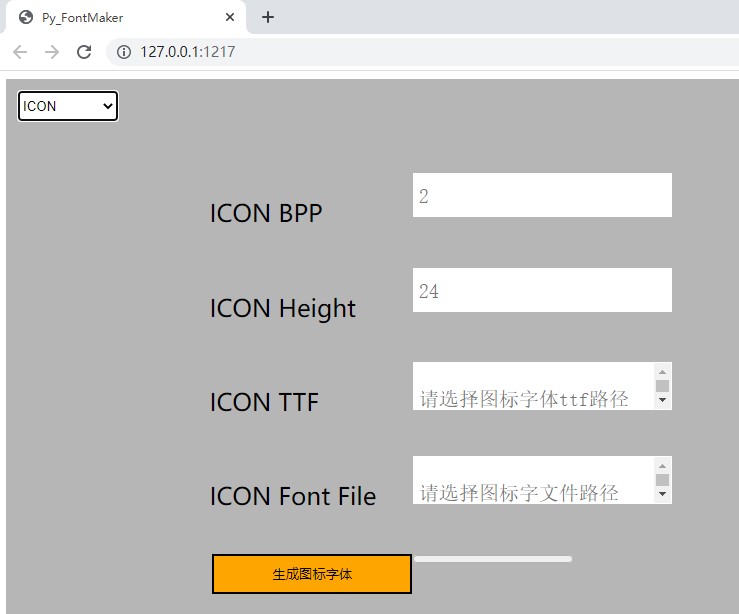 Py_FontMaker
127.0.0.1:1217
ICON
ICON BPP
2
ICON Height
24
ICON TTF
请选择图标字体ttf路径
ICON Font File
请选择图标字文件路径
生成图标字体